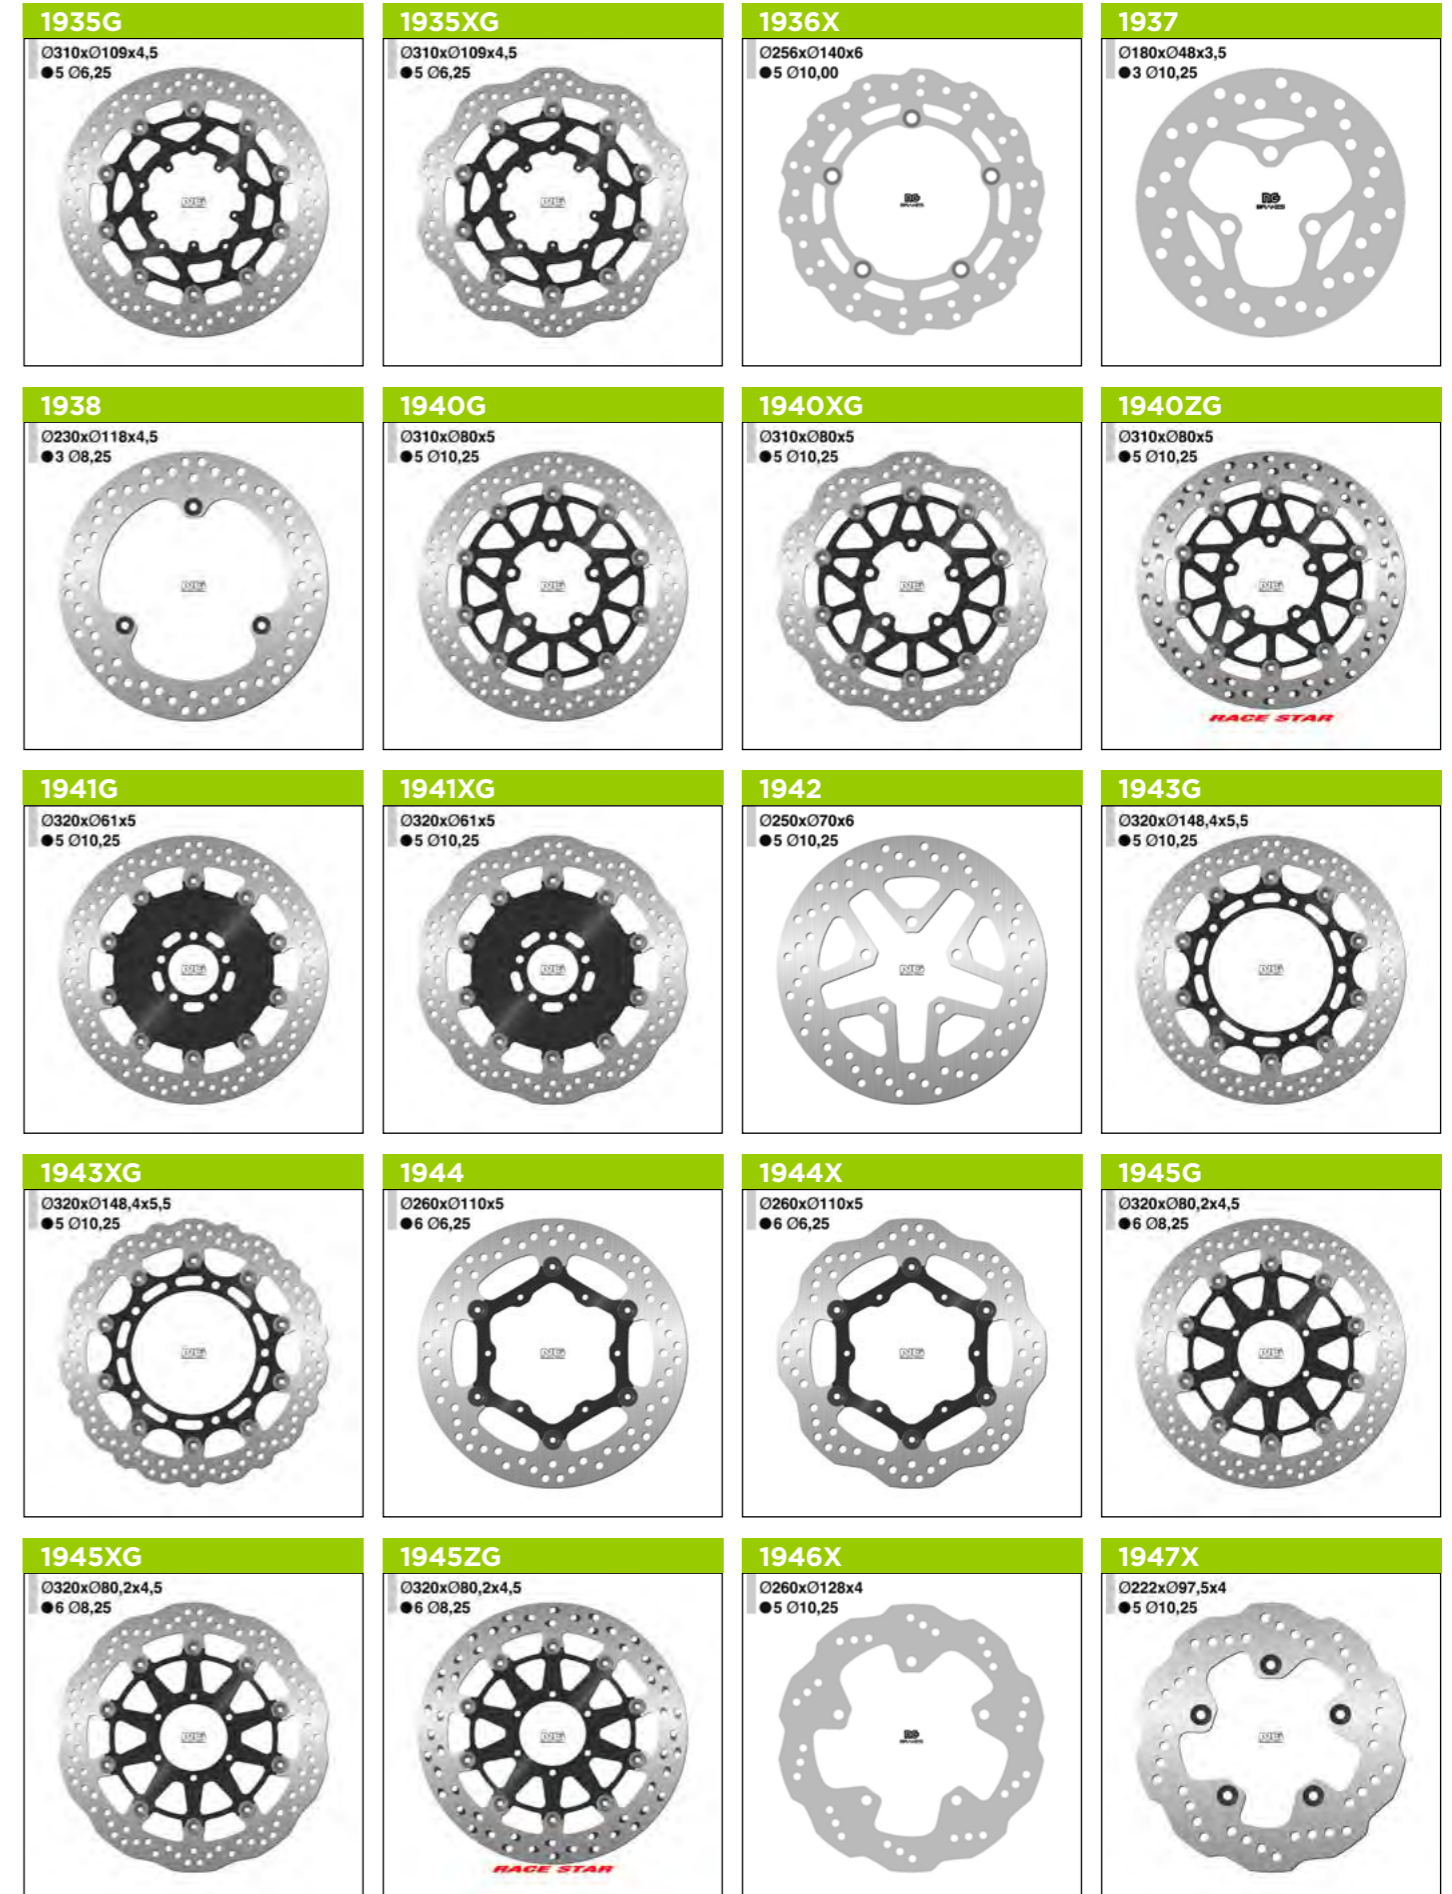 1935G
Ø310xØ109x4,5
●5 Ø6,25
1935XG
Ø310xØ109x4,5
●5 Ø6,25
1936X
Ø256xØ140x6
●5 Ø10,00
NG
BRAKES
1937
Ø180xØ48x3,5
●3 Ø10,25
NG
BRAKES
1938
Ø230xØ118x4,5
●3 Ø8,25
1940G
Ø310xØ80x5
●5 Ø10,25
1940XG
Ø310xØ80x5
●5 Ø10,25
1940ZG
Ø310xØ80x5
●5 Ø10,25
RACE STAR
1941G
Ø320xØ61x5
●5 Ø10,25
1941XG
Ø320xØ61x5
●5 Ø10,25
1942
Ø250xØ70x6
●5 Ø10,25
1943G
Ø320xØ148,4x5,5
●5 Ø10,25
1943XG
Ø320xØ148,4x5,5
●5 Ø10,25
1944
Ø260xØ110x5
●6 Ø6,25
1944X
Ø260xØ110x5
●6 Ø6,25
1945G
Ø320xØ80,2x4,5
●6 Ø8,25
1945XG
Ø320xØ80,2x4,5
●6 Ø8,25
1945ZG
Ø320xØ80,2x4,5
●6 Ø8,25
RACE STAR
1946X
Ø260xØ128x4
●5 Ø10,25
NG
BRAKES
1947X
Ø222xØ97,5x4
●5 Ø10,25